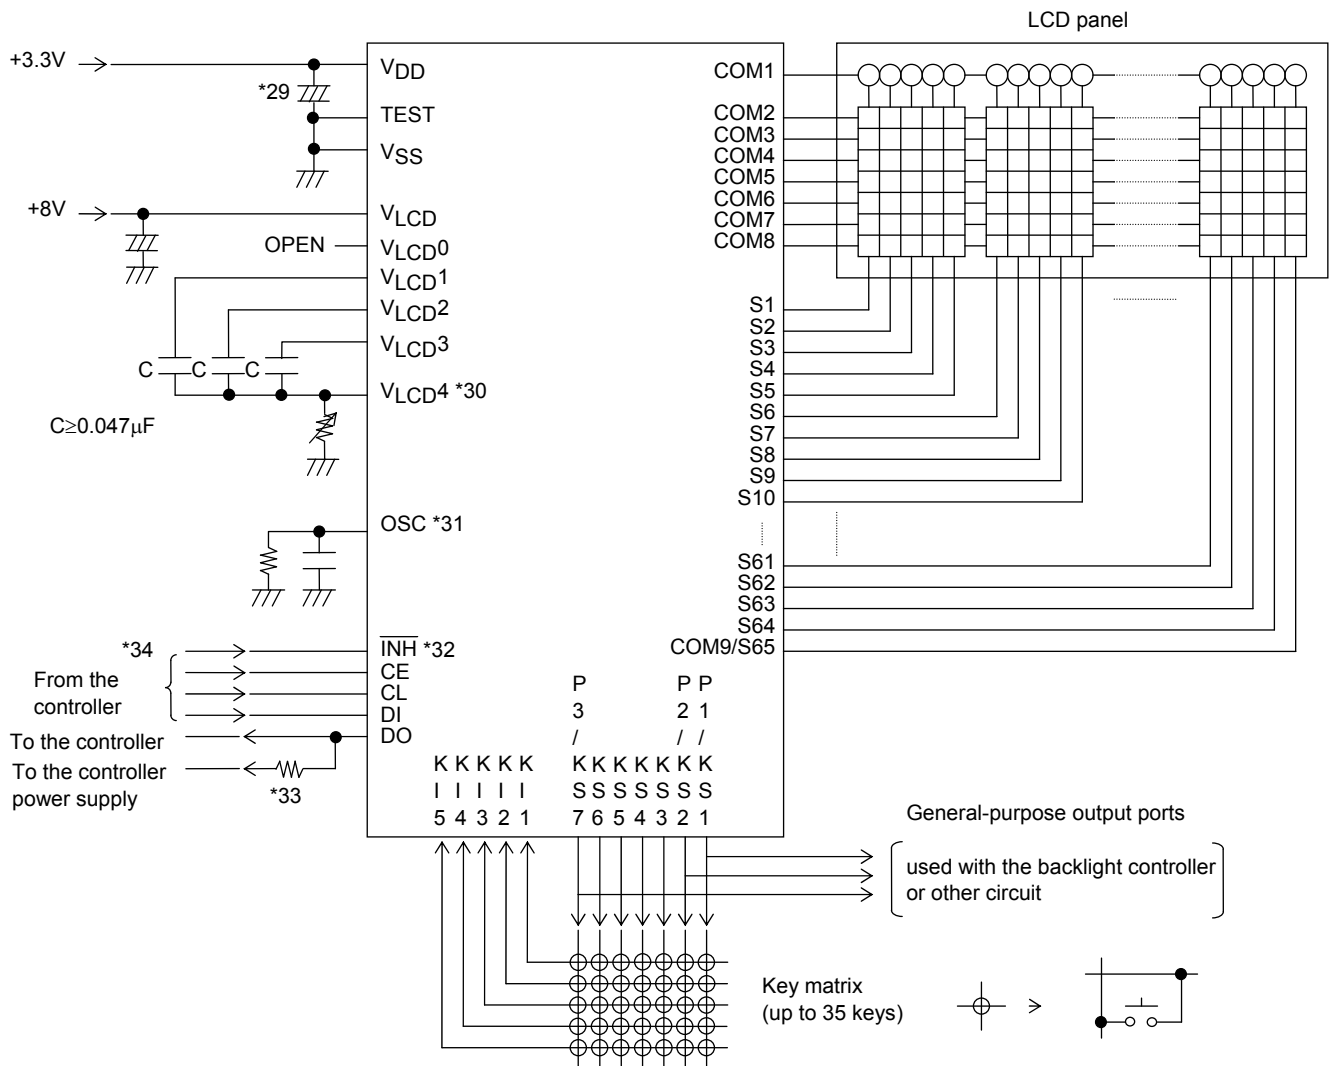 LCD panel
+3.3V
VDD
COM1
*29
TEST
COM2
COM3
VSS
COM4
COM5
COM6
+8V
VLCD
COM7
OPEN
VLCD0
COM8
VLCD1
VLCD2
S1
S2
VLCD3
S3
C C C
S4
VLCD4 *30
S5
C≥0.047μF
S6
S7
S8
S9
S10
OSC *31
S61
S62
S63
S64
*34
INH *32
COM9/S65
From the
controller
CE
CL
DI
To the controller
DO
To the controller
power supply
*33
P P P
3 2 1
/ / /
K K K K K K K K K K K K
I I I I I S S S S S S S
5 4 3 2 1 7 6 5 4 3 2 1
General-purpose output ports
used with the backlight controller
or other circuit
Key matrix
(up to 35 keys)